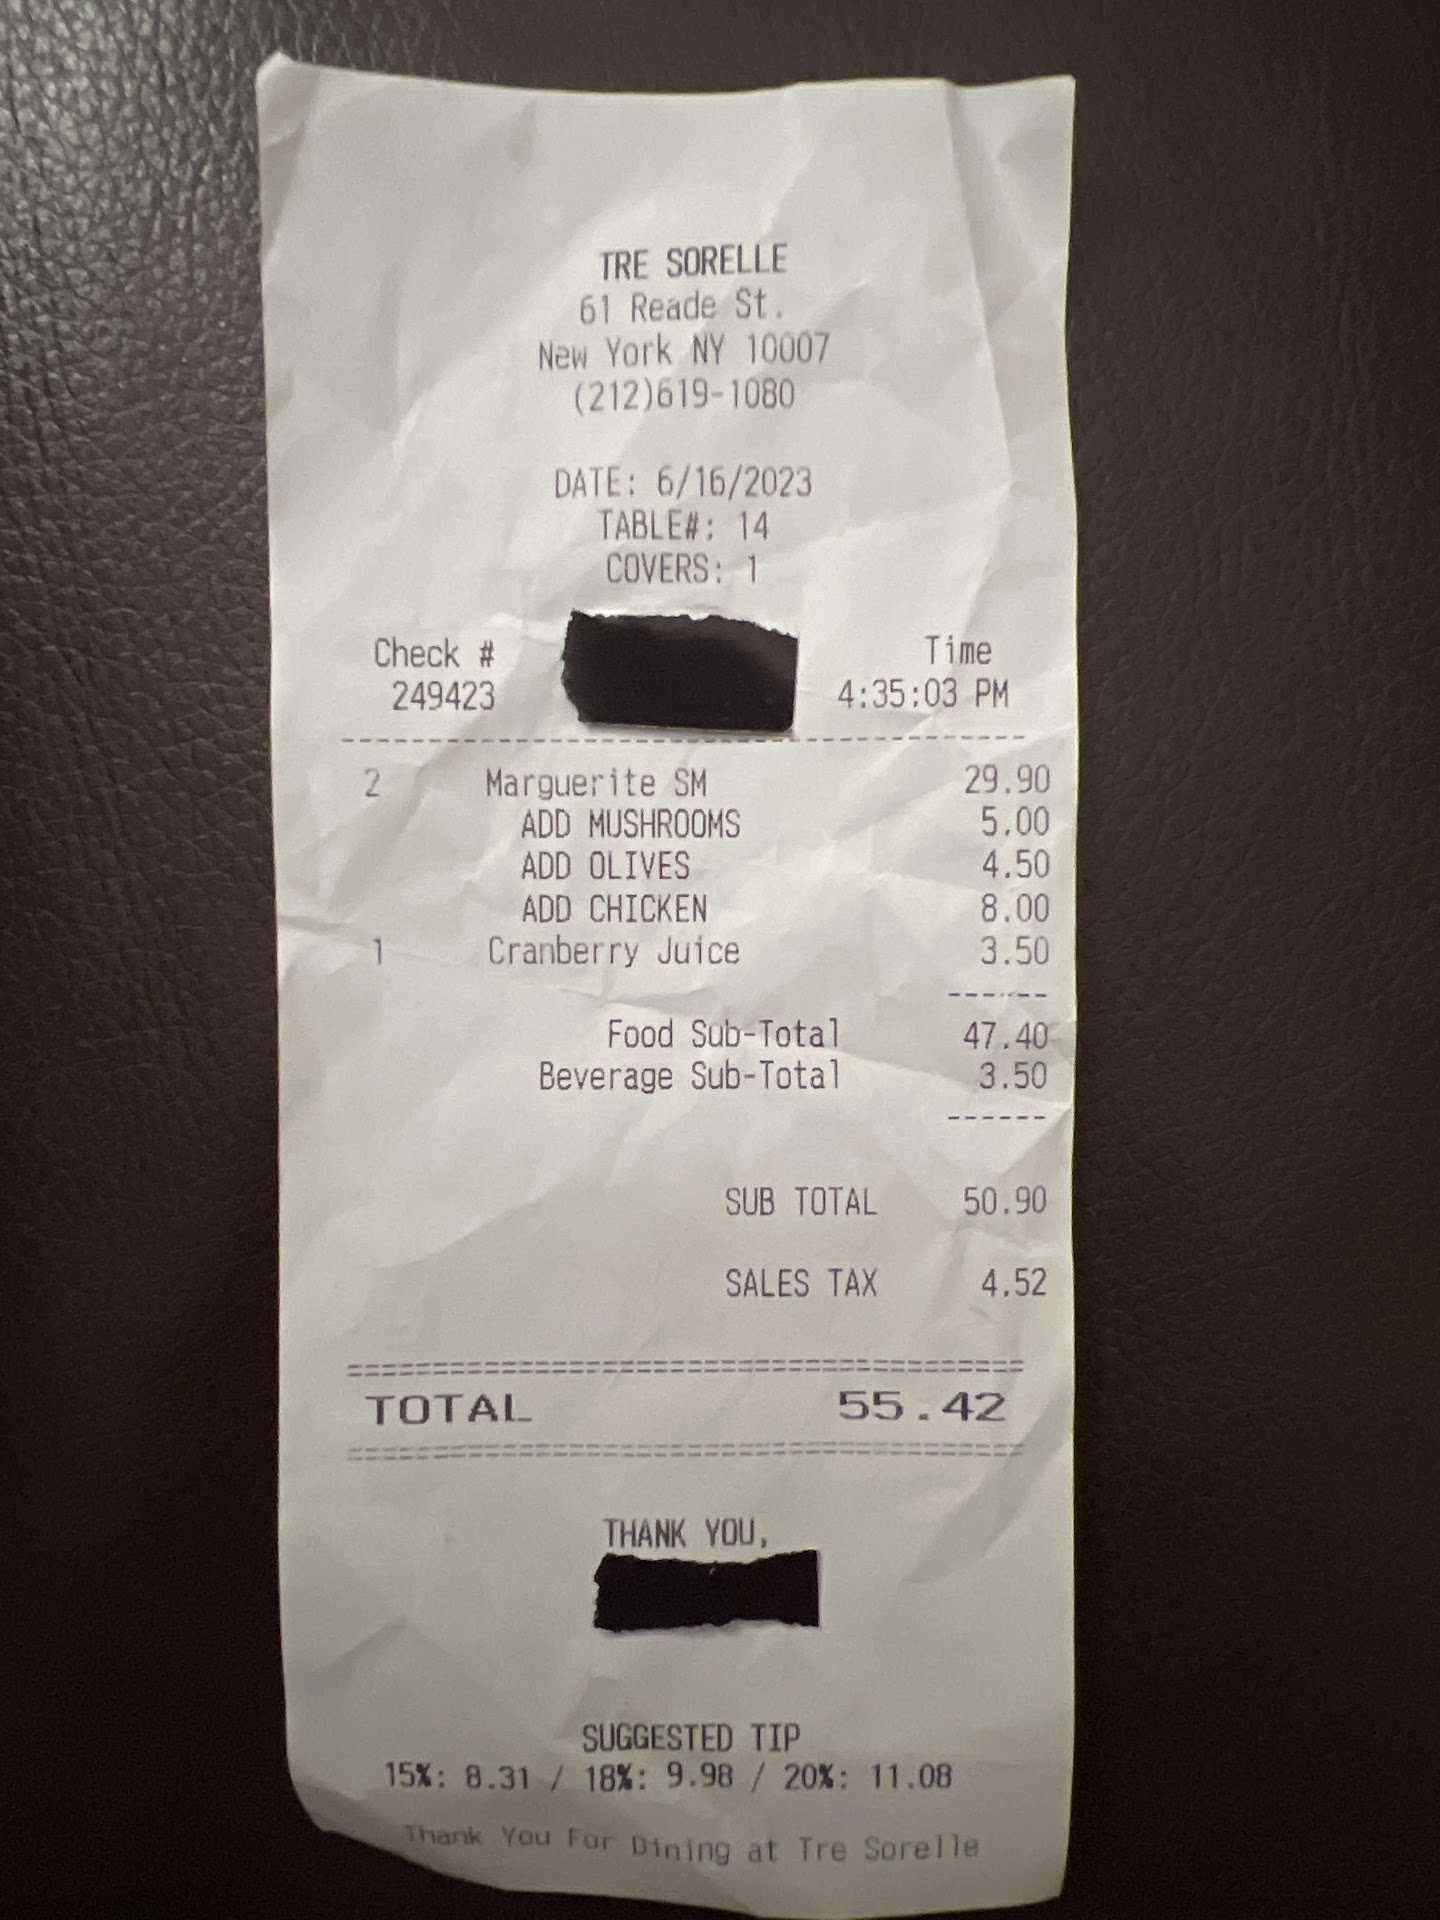 TRE SORELLE
61 Reade St.
New York NY 10007
(212)619-1080
DATE: 6/16/2023
TABLE#: 14
COVERS: 1
Check # Time
249423 4:35:03 PM
2 Marguerite SM 29.90
ADD MUSHROOMS 5.00
ADD OLIVES 4.50
ADD CHICKEN 8.00
1 Cranberry Juice 3.50
Food Sub-Total 47.40
Beverage Sub-Total 3.50
SUB TOTAL 50.90
SALES TAX 4.52
TOTAL 55.42
THANK YOU,
SUGGESTED TIP
15%: 8.31 / 18%: 9.98 / 20%: 11.08
Thank You For Dining at Tre Sorelle